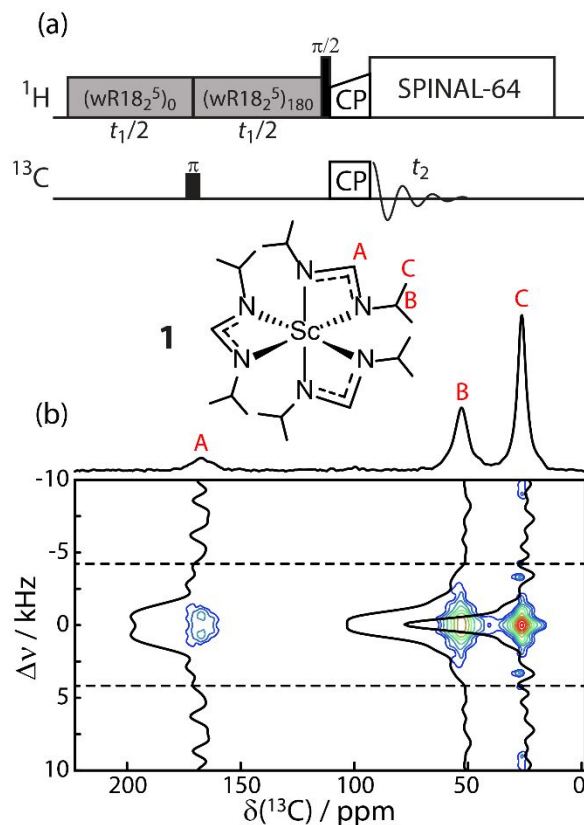 (a)
π/2
¹H
(wR18₂⁵)₀
(wR18₂⁵)₁₈₀
CP
SPINAL-64
t₁/2
t₁/2
¹³C
π
CP
t₂
A
N
N
C
B
N
N
Sc
N
N
1
(b)
A
B
C
-10
-5
0
5
10
Δν / kHz
200 150 100 50 0
δ(¹³C) / ppm